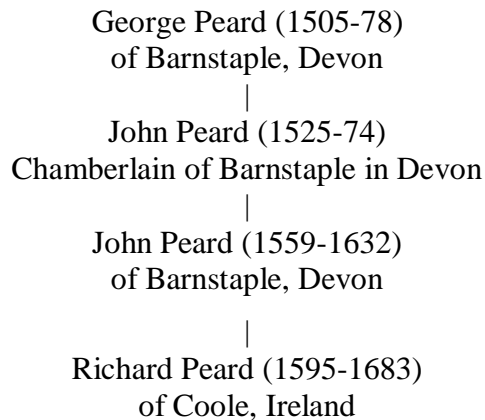 George Peard (1505-78)
of Barnstaple, Devon
|
John Peard (1525-74)
Chamberlain of Barnstaple in Devon
|
John Peard (1559-1632)
of Barnstaple, Devon
|
Richard Peard (1595-1683)
of Coole, Ireland